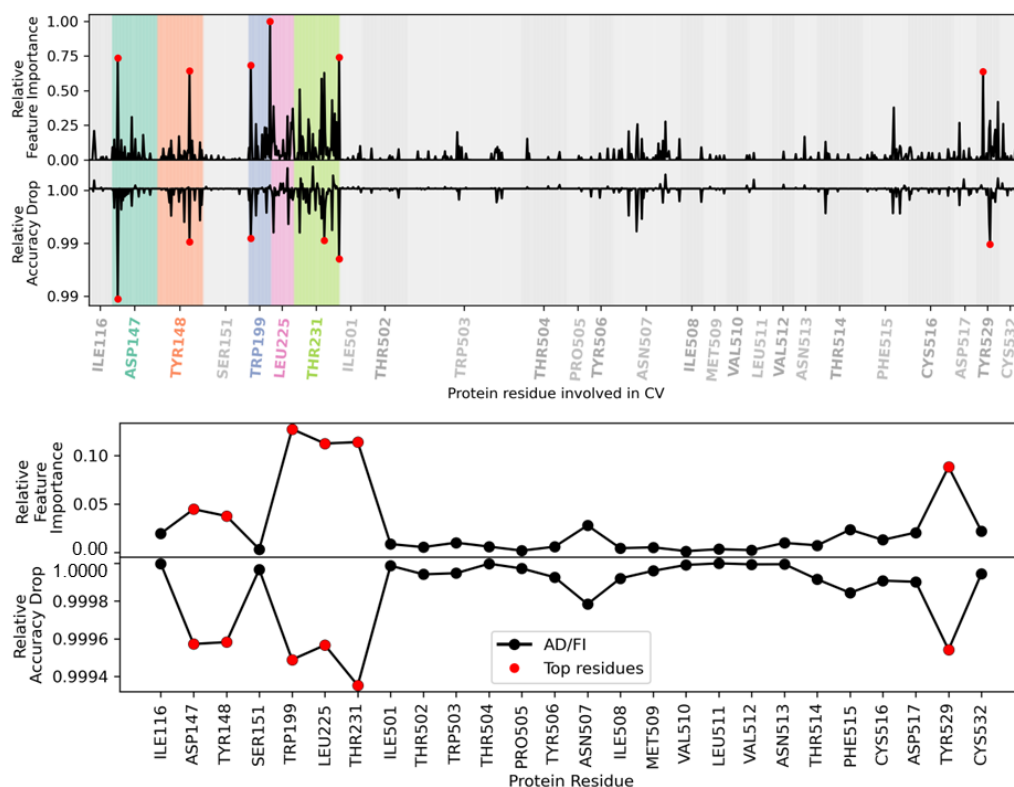 Relative
Feature Importance
1.00
0.75
0.50
0.25
0.00
Relative
Accuracy Drop
1.00
0.99
0.99
ILE116
ASP147
TYR148
SER151
TRP199
LEU225
THR231
ILE501
THR502
TRP503
THR504
PRO505
TYR506
ASN507
ILE508
MET509
VAL510
LEU511
VAL512
ASN513
THR514
PHE515
CYS516
ASP517
TYR529
CYS532
Protein residue involved in CV
Relative
Feature
Importance
0.10
0.05
0.00
Relative
Accuracy Drop
1.0000
0.9998
0.9996
0.9994
AD/FI
Top residues
ILE116
ASP147
TYR148
SER151
TRP199
LEU225
THR231
ILE501
THR502
TRP503
THR504
PRO505
TYR506
ASN507
ILE508
MET509
VAL510
LEU511
VAL512
ASN513
THR514
PHE515
CYS516
ASP517
TYR529
CYS532
Protein Residue